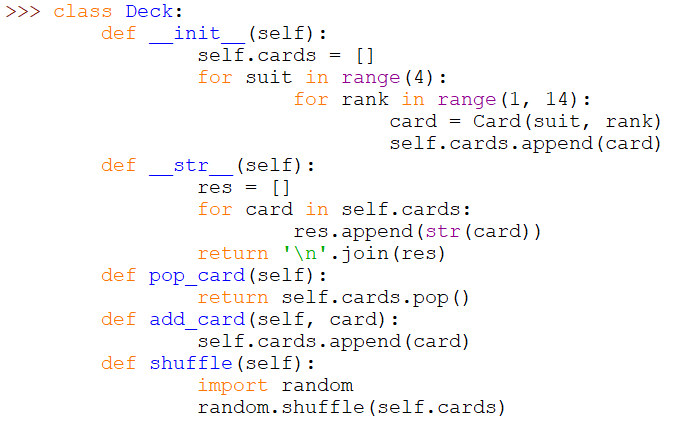 >>> class Deck:
        def __init__(self):
                self.cards = []
                for suit in range(4):
                        for rank in range(1, 14):
                                card = Card(suit, rank)
                                self.cards.append(card)
        def __str__(self):
                res = []
                for card in self.cards:
                        res.append(str(card))
                return '\n'.join(res)
        def pop_card(self):
                return self.cards.pop()
        def add_card(self, card):
                self.cards.append(card)
        def shuffle(self):
                import random
                random.shuffle(self.cards)